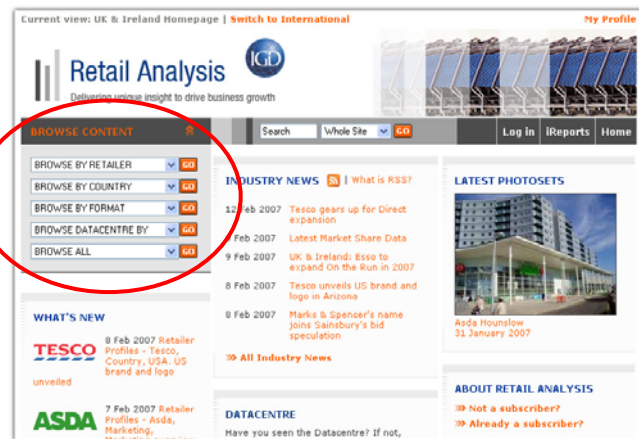 Current view: UK & Ireland Homepage | Switch to International
My Profile
Retail Analysis
IGD
Delivering unique insight to drive business growth
BROWSE CONTENT
Search
Whole Site
GO
Log in
iReports
Home
BROWSE BY RETAILER GO
BROWSE BY COUNTRY GO
BROWSE BY FORMAT GO
BROWSE DATACENTRE BY GO
BROWSE ALL GO
WHAT'S NEW
TESCO
8 Feb 2007 Retailer
Profiles - Tesco,
Country, USA. US
brand and logo
unveiled
ASDA
7 Feb 2007 Retailer
Profiles - Asda,
Marketing,
INDUSTRY NEWS | What is RSS?
12 Feb 2007 Tesco gears up for Direct
expansion
Feb 2007 Latest Market Share Data
9 Feb 2007 UK & Ireland: Esso to
expand On the Run in 2007
8 Feb 2007 Tesco unveils US brand and
logo in Arizona
8 Feb 2007 Marks & Spencer's name
joins Sainsbury's bid
speculation
All Industry News
DATACENTRE
Have you seen the Datacentre? If not,
LATEST PHOTOSETS
Asda Hounslow
31 January 2007
ABOUT RETAIL ANALYSIS
Not a subscriber?
Already a subscriber?